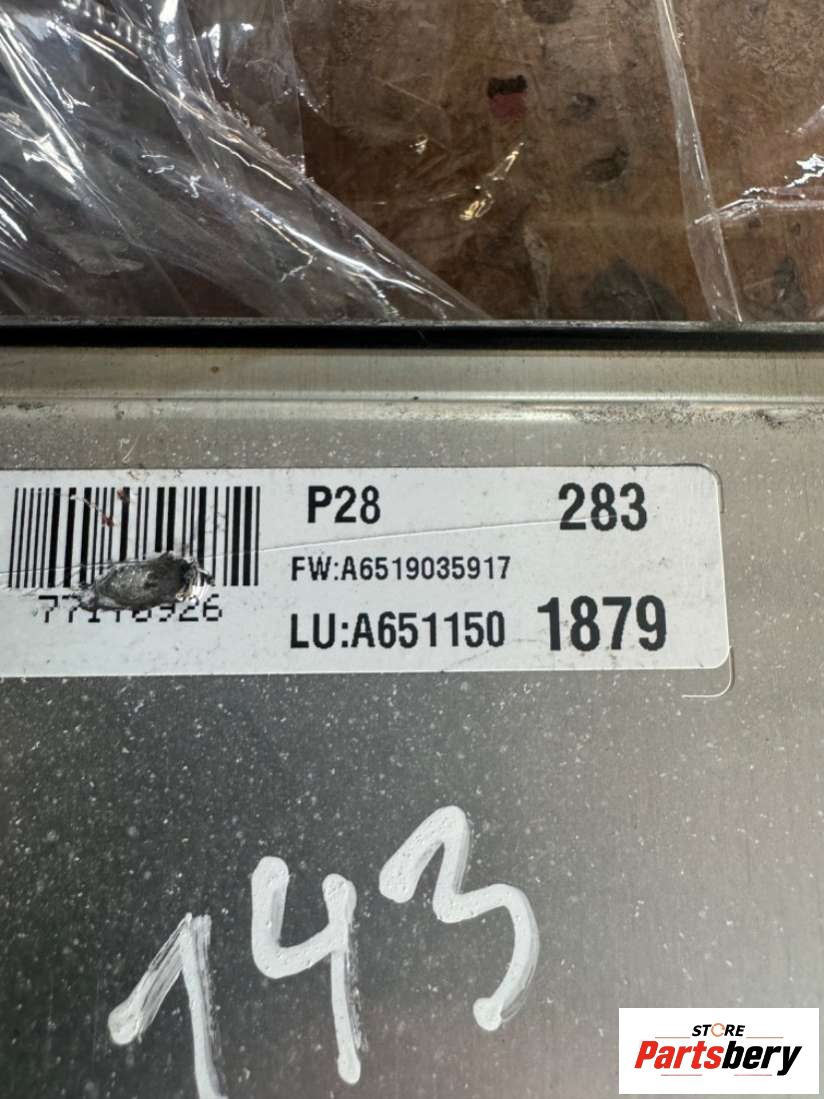 P28 283
FW:A6519035917
LU:A651150 1879
143
STORE
Partsbery